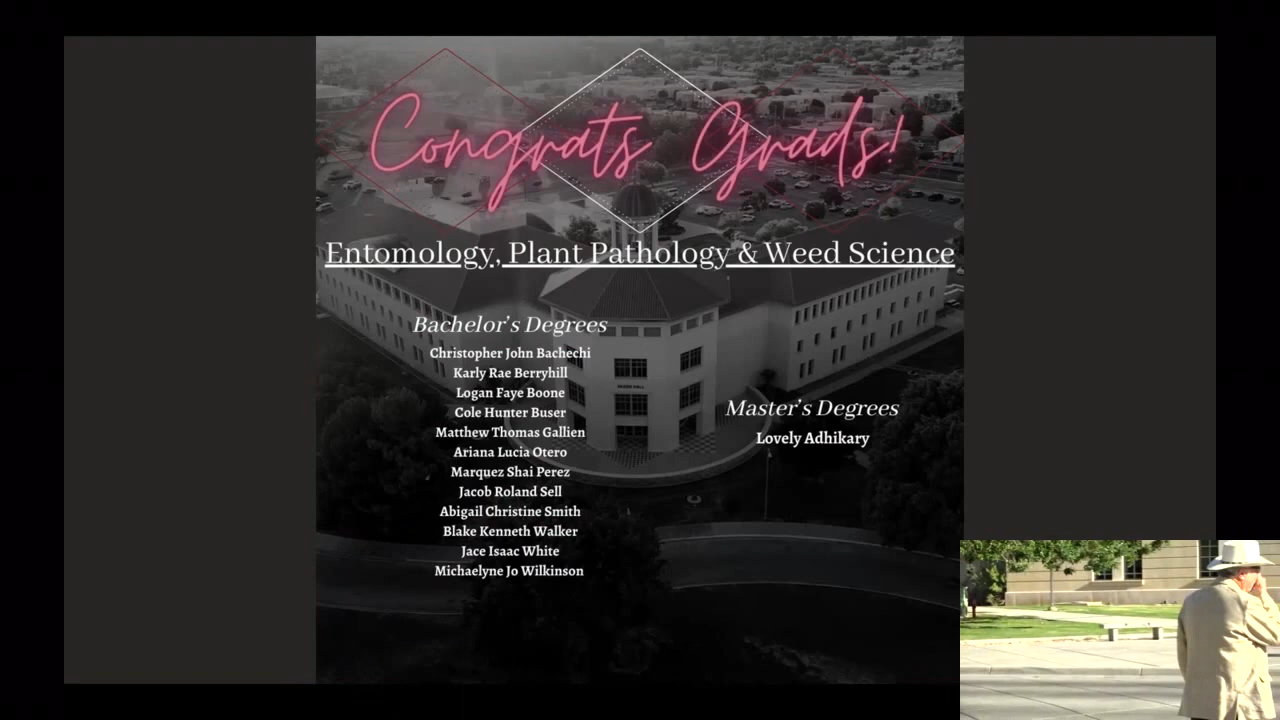 Congrats Grads!
Entomology, Plant Pathology & Weed Science
Bachelor's Degrees
Christopher John Bachechi
Karly Rae Berryhill
Logan Faye Boone
Cole Hunter Buser
Matthew Thomas Gallien
Ariana Lucia Otero
Marquez Shai Perez
Jacob Roland Sell
Abigail Christine Smith
Blake Kenneth Walker
Jace Isaac White
Michaelyne Jo Wilkinson
Master's Degrees
Lovely Adhikary